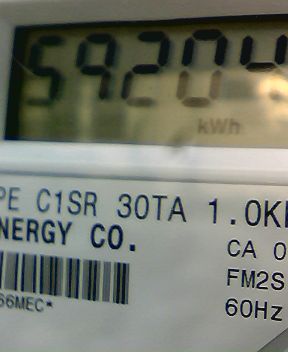 59204
kWh
PE C1SR 30TA 1.0K
NERGY CO.
CA 0
FM2S
60Hz
66MEC*